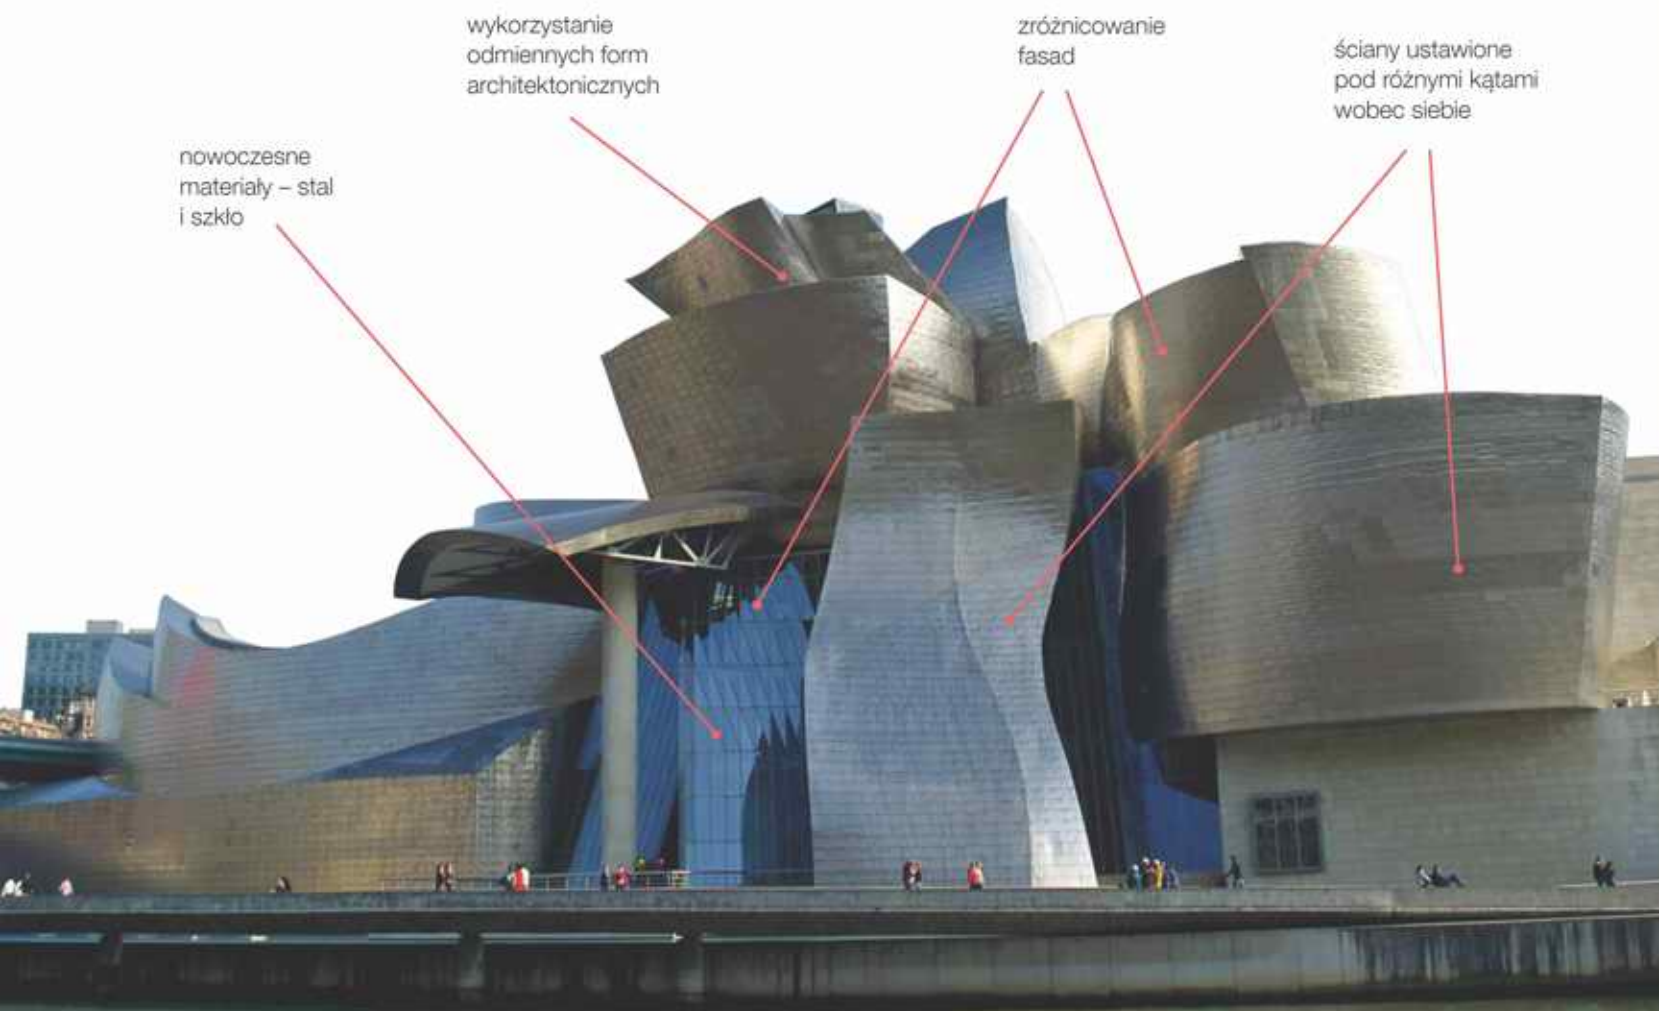 wykorzystanie
odmiennych form
architektonicznych
zróżnicowanie
fasad
ściany ustawione
pod różnymi kątami
wobec siebie
nowoczesne
materiały – stal
i szkło